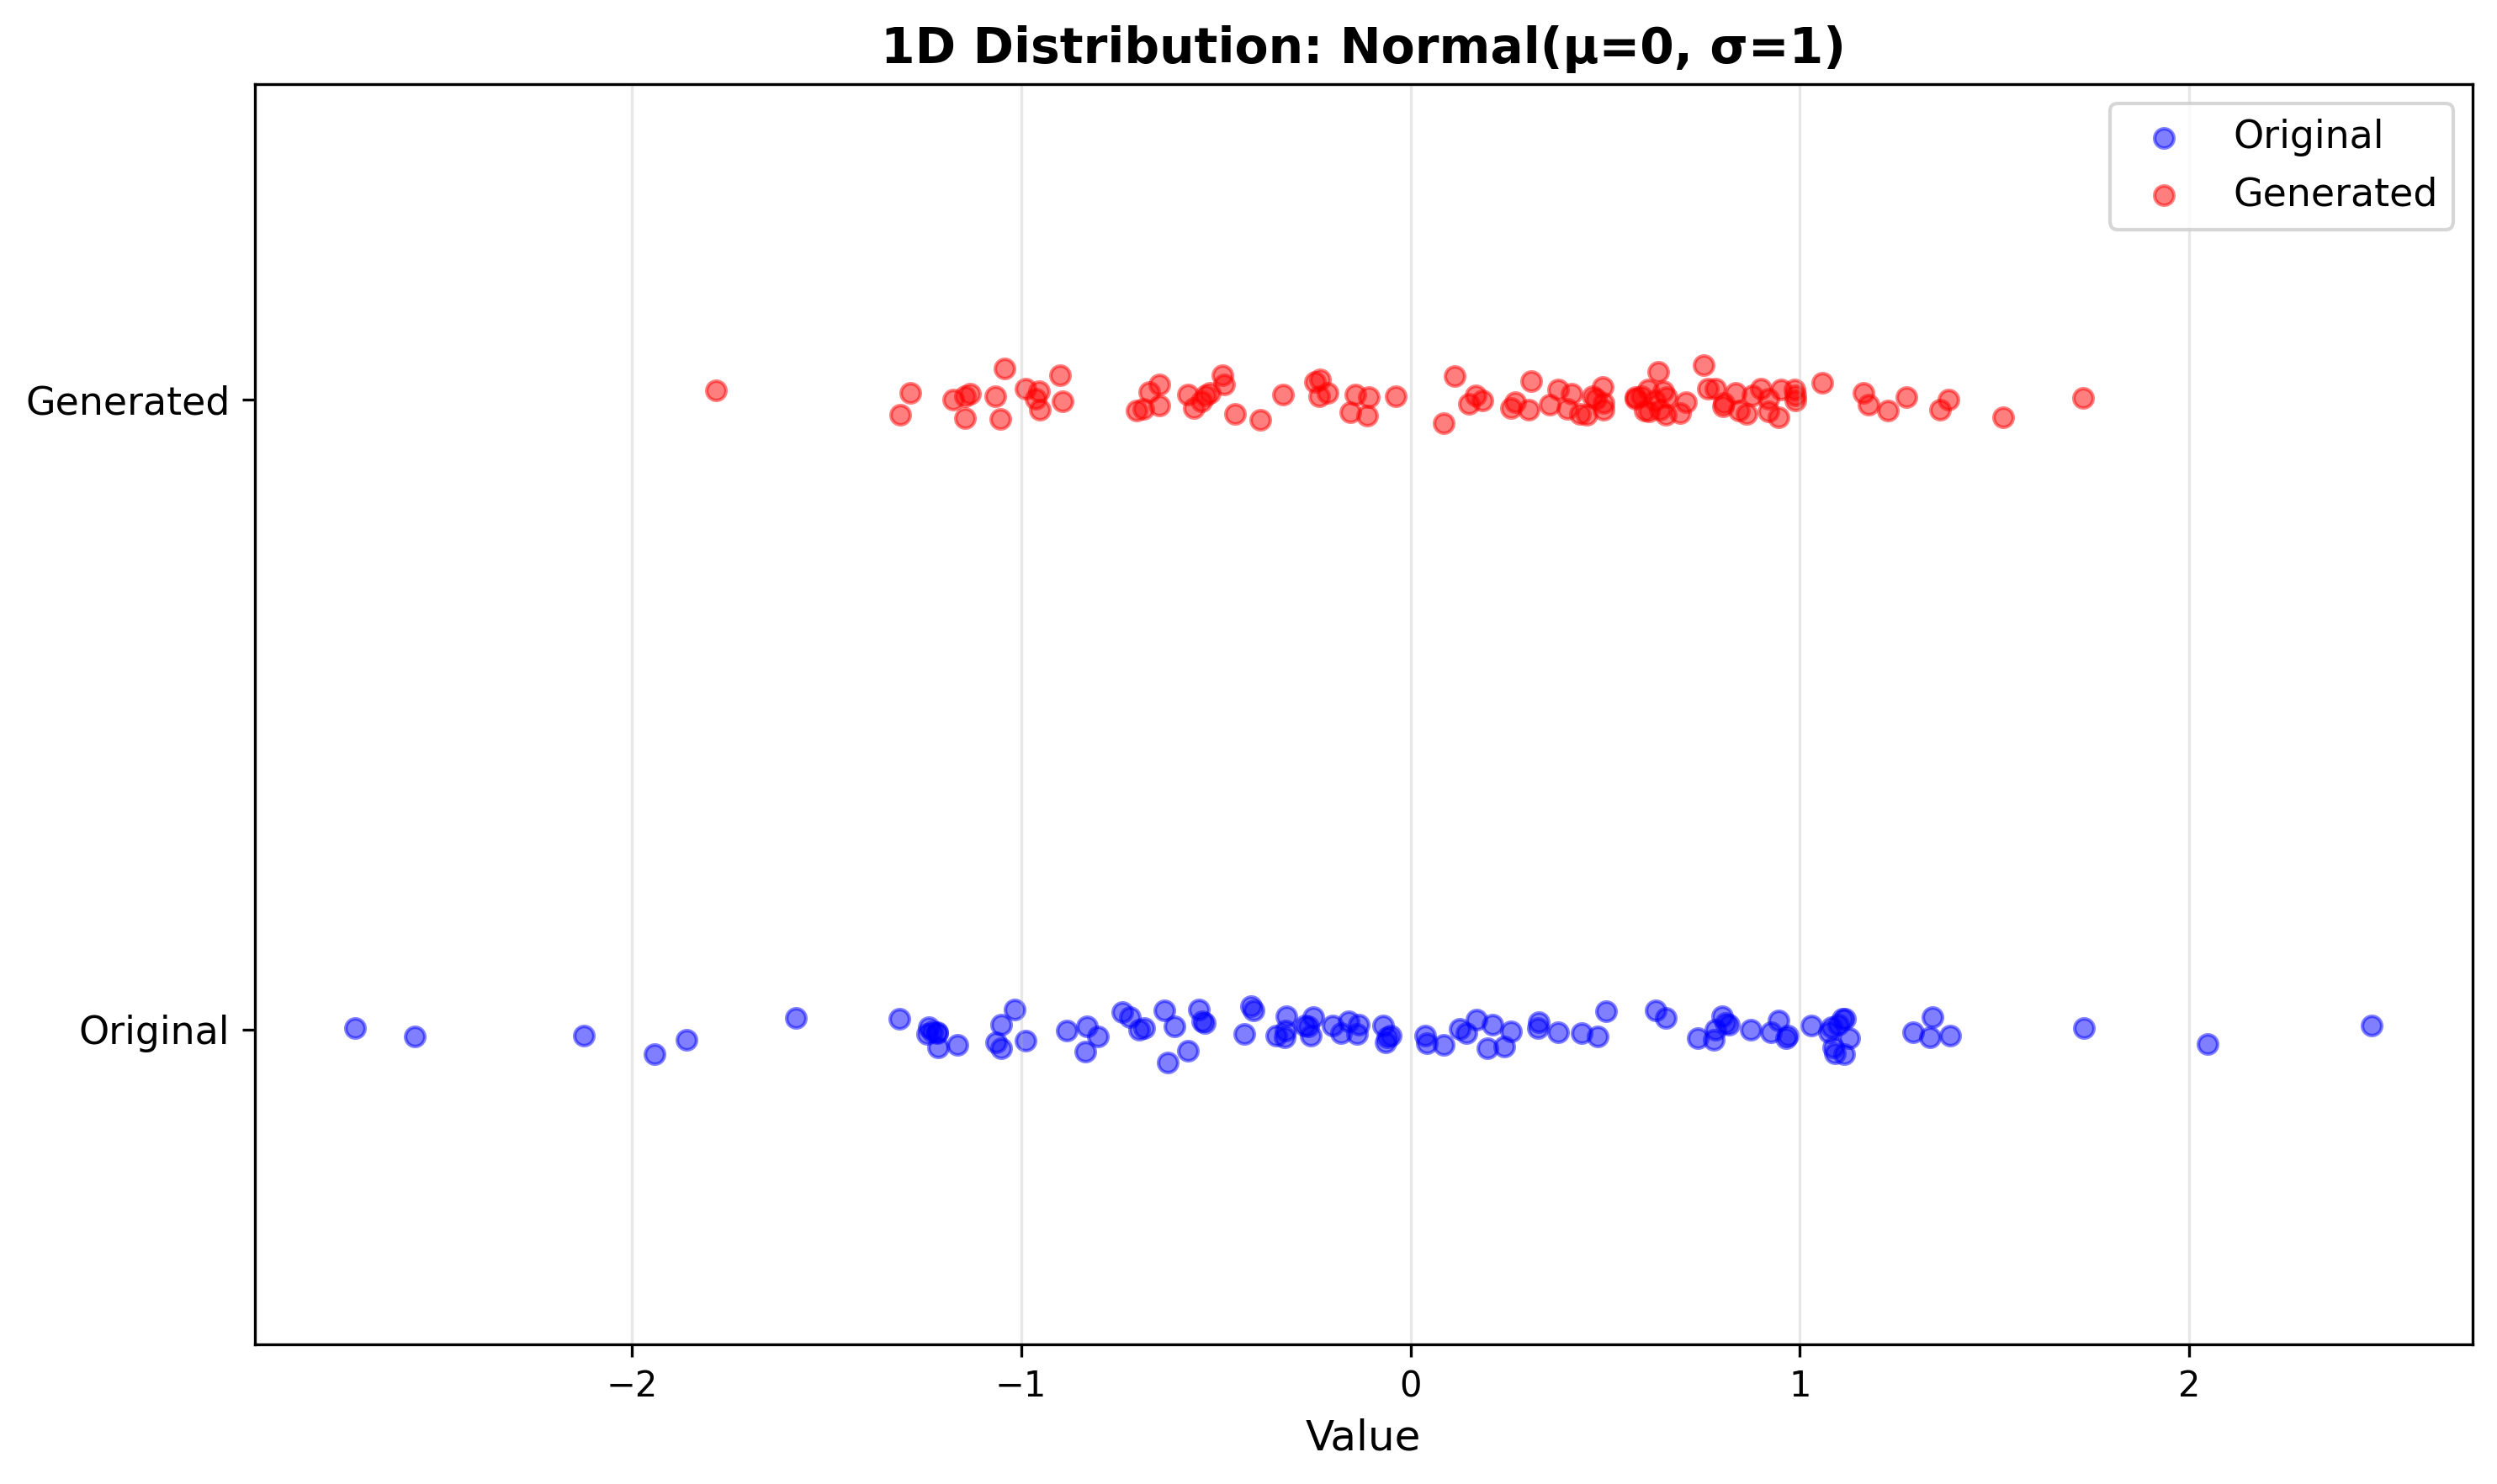 1D Distribution: Normal(μ=0, σ=1)
Original
Generated
Generated
Original
−2
−1
0
1
2
Value